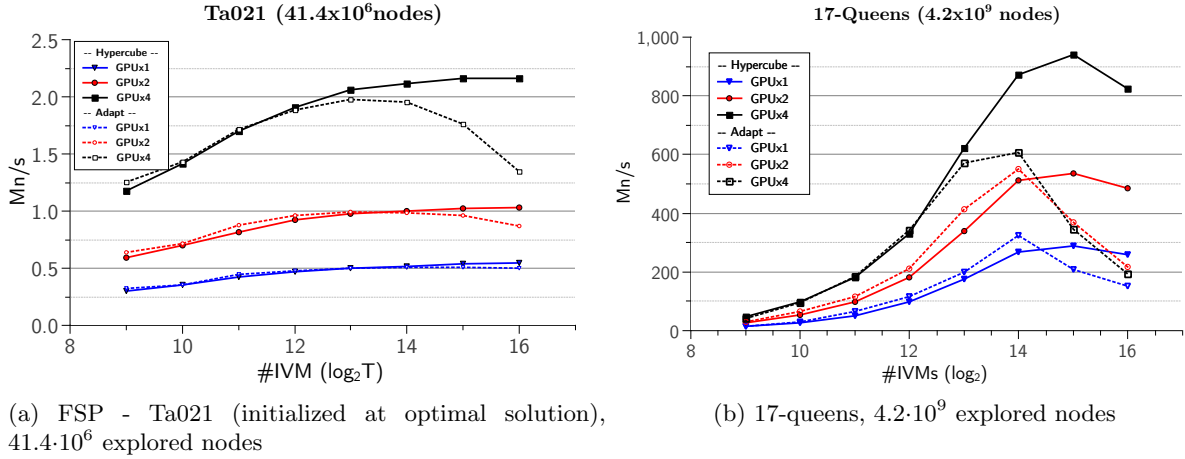 Ta021 (41.4x10⁶nodes)
2.5
2.0
1.5
1.0
0.5
0.0
Mn/s
-- Hypercube --
GPUx1
GPUx2
GPUx4
-- Adapt --
GPUx1
GPUx2
GPUx4
8
10
12
14
16
#IVM (log₂T)
(a) FSP - Ta021 (initialized at optimal solution),
41.4·10⁶ explored nodes
17-Queens (4.2x10⁹ nodes)
1,000
800
600
400
200
0
Mn/s
-- Hypercube --
GPUx1
GPUx2
GPUx4
-- Adapt --
GPUx1
GPUx2
GPUx4
8
10
12
14
16
#IVMs (log₂)
(b) 17-queens, 4.2·10⁹ explored nodes